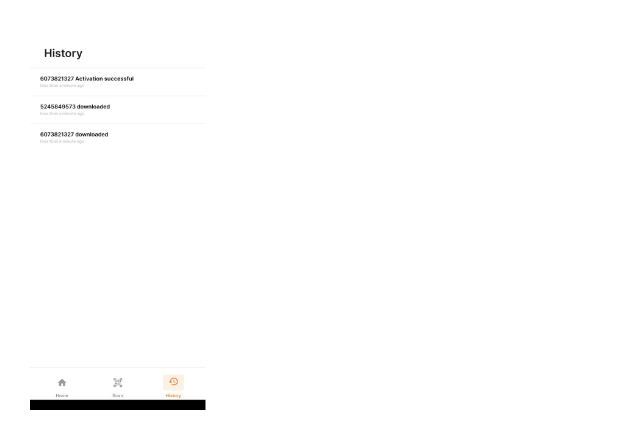 History
6073821327 Activation successful
less than a minute ago
5245849573 downloaded
less than a minute ago
6073821327 downloaded
less than a minute ago
Home
Scan
History